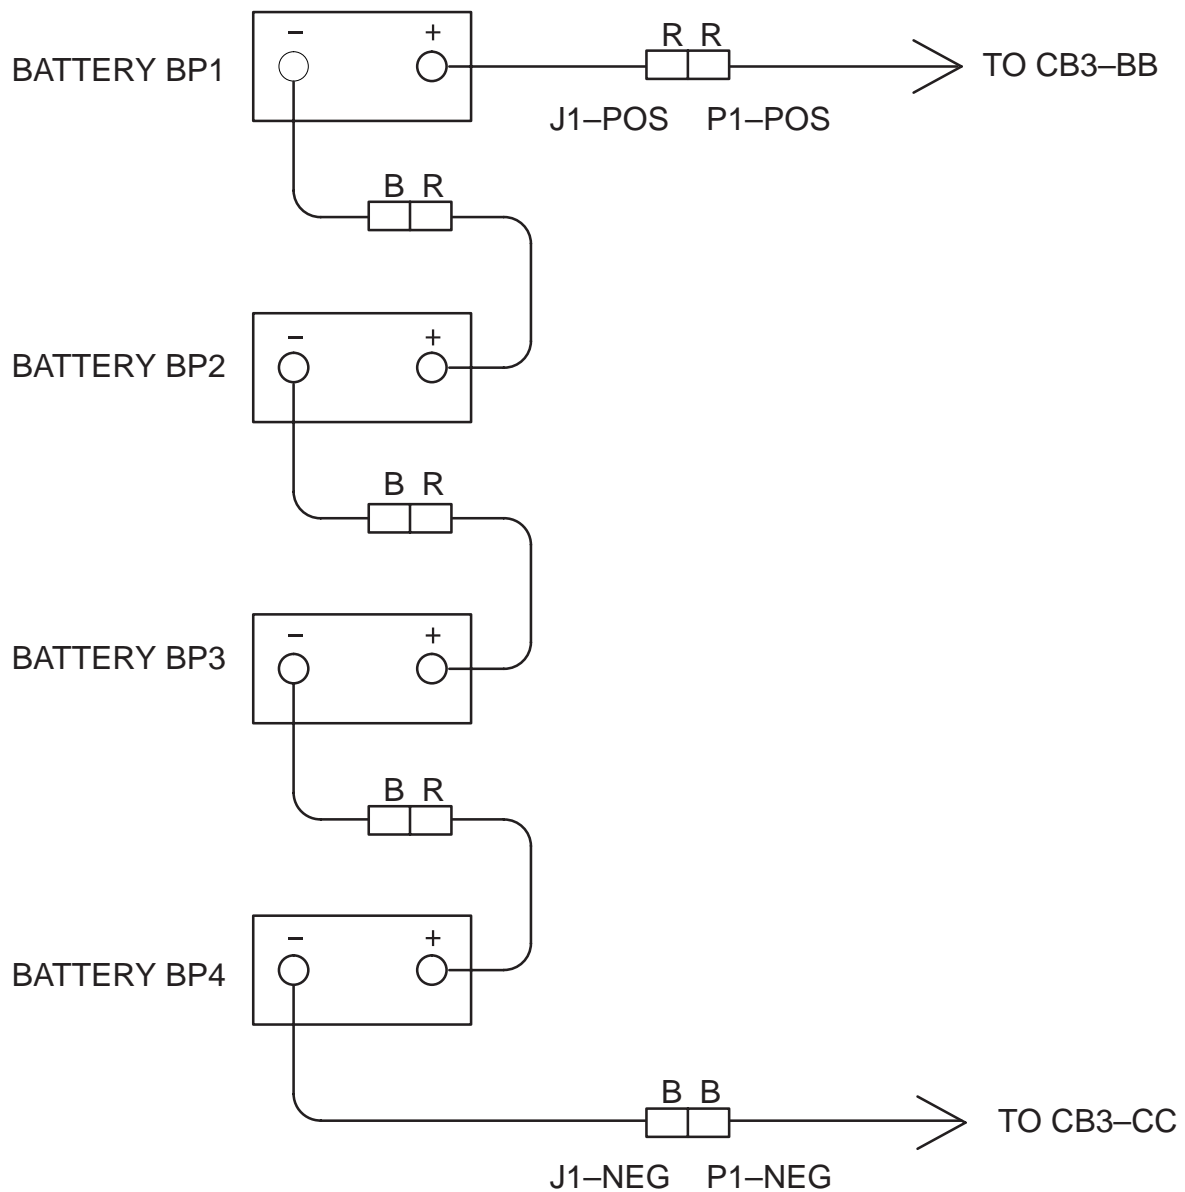 − +
R R
BATTERY BP1
TO CB3–BB
J1–POS P1–POS
B R
− +
BATTERY BP2
B R
− +
BATTERY BP3
B R
− +
BATTERY BP4
B B
TO CB3–CC
J1–NEG P1–NEG